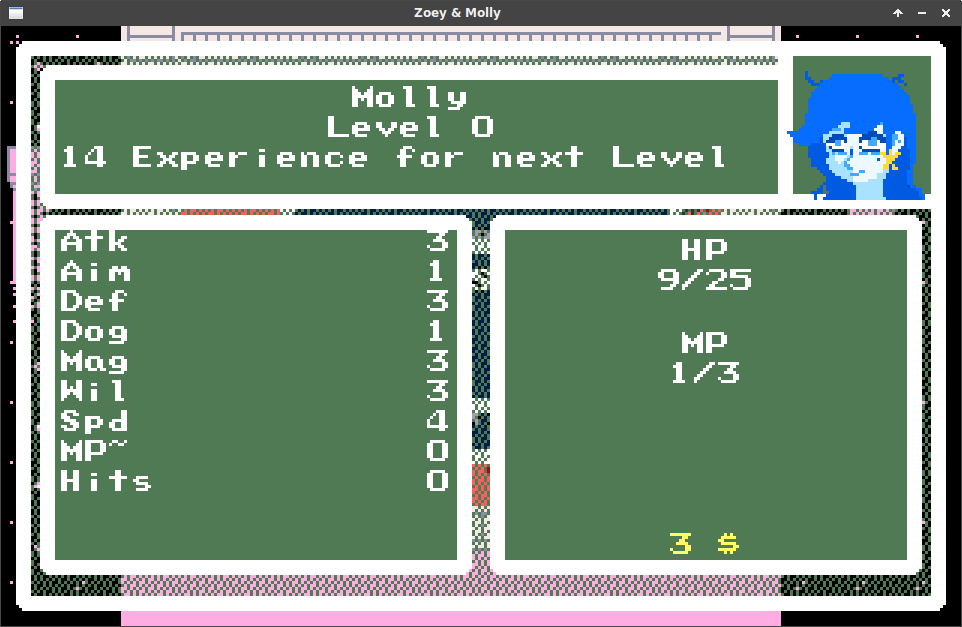 Zoey & Molly
Molly
Level 0
14 Experience for next Level
Atk 3
Aim 1
Def 3
Dog 1
Mag 3
Wil 3
Spd 4
MP~ 0
Hits 0
HP
9/25
MP
1/3
3 $